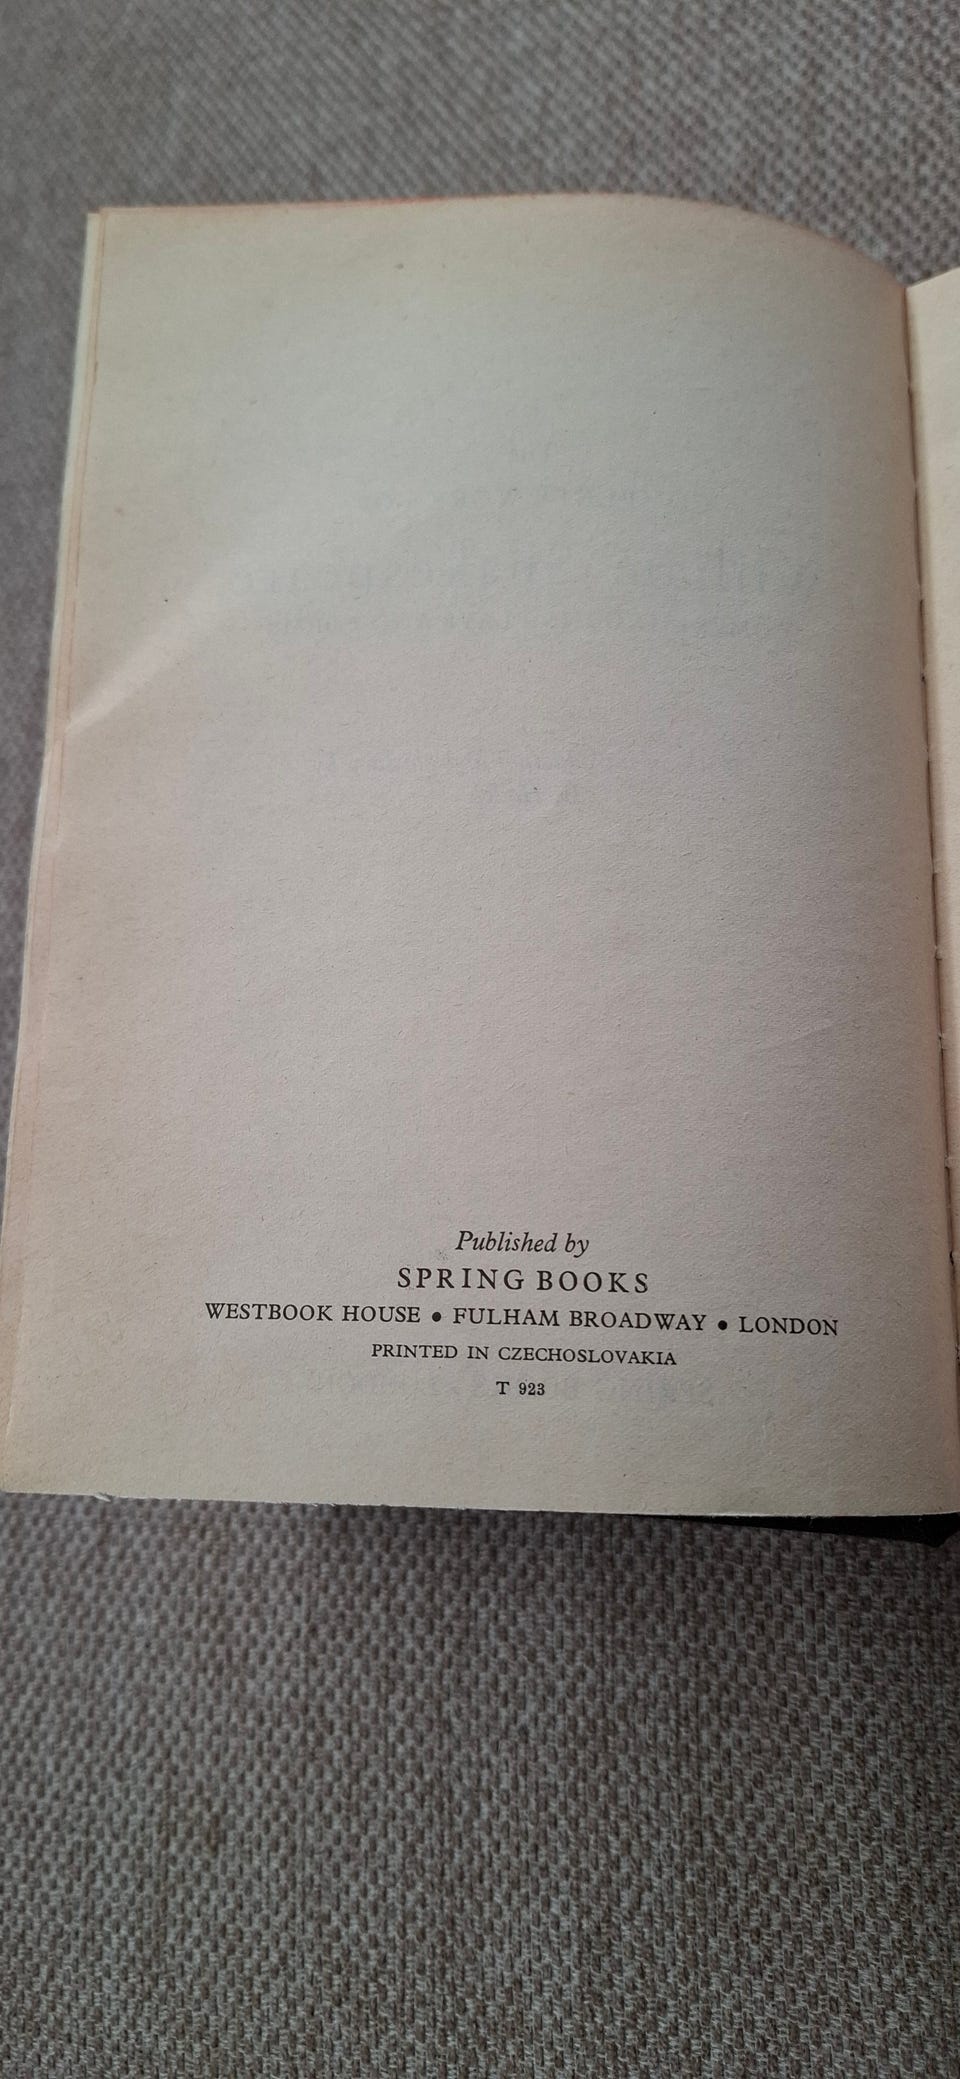 Published by
SPRING BOOKS
WESTBOOK HOUSE • FULHAM BROADWAY • LONDON
PRINTED IN CZECHOSLOVAKIA
T 923